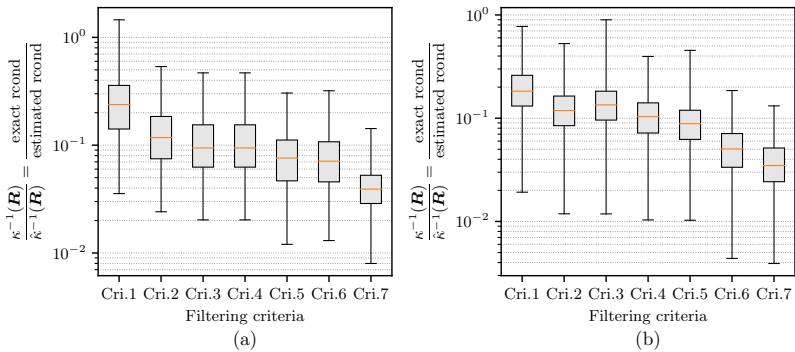 κ⁻¹(R) / κ̂⁻¹(R) = exact rcond / estimated rcond
10⁰
10⁻¹
10⁻²
Cri.1 Cri.2 Cri.3 Cri.4 Cri.5 Cri.6 Cri.7
Filtering criteria
(a)
κ⁻¹(R) / κ̂⁻¹(R) = exact rcond / estimated rcond
10⁰
10⁻¹
10⁻²
Cri.1 Cri.2 Cri.3 Cri.4 Cri.5 Cri.6 Cri.7
Filtering criteria
(b)